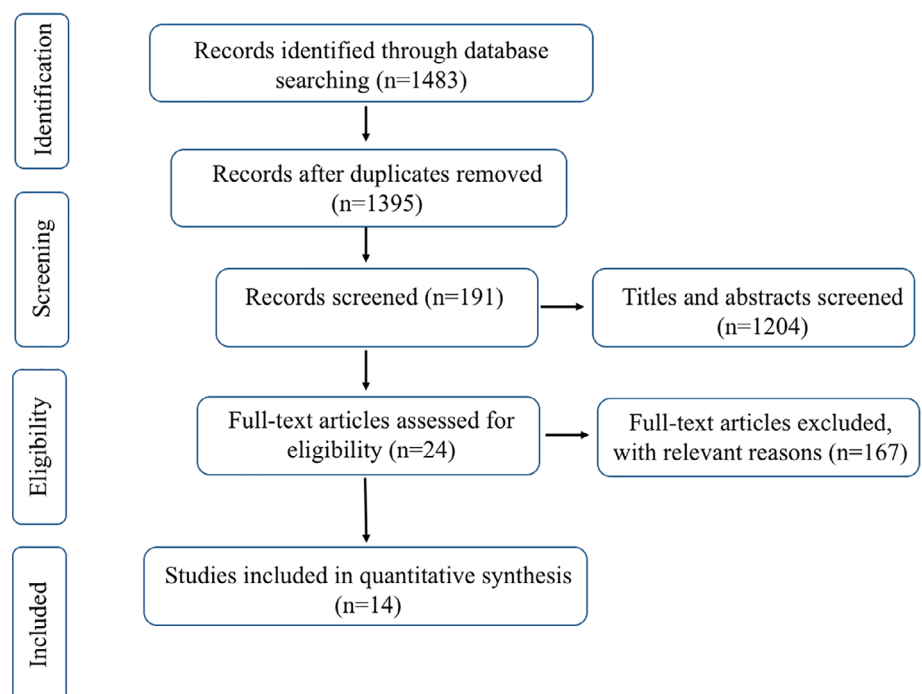 Identification
Records identified through database
searching (n=1483)
Records after duplicates removed
(n=1395)
Screening
Records screened (n=191)
Titles and abstracts screened
(n=1204)
Eligibility
Full-text articles assessed for
eligibility (n=24)
Full-text articles excluded,
with relevant reasons (n=167)
Included
Studies included in quantitative synthesis
(n=14)